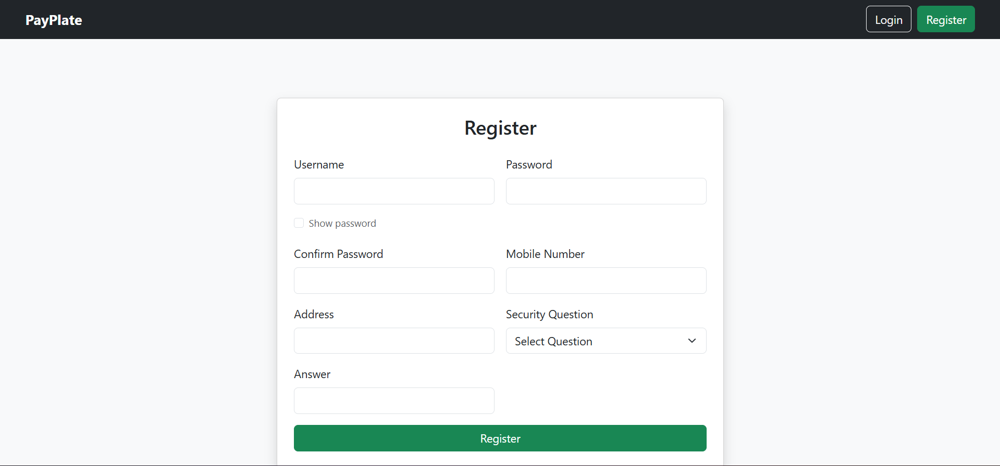 PayPlate
Login
Register
Register
Username
Password
Show password
Confirm Password
Mobile Number
Address
Security Question
Select Question
Answer
Register